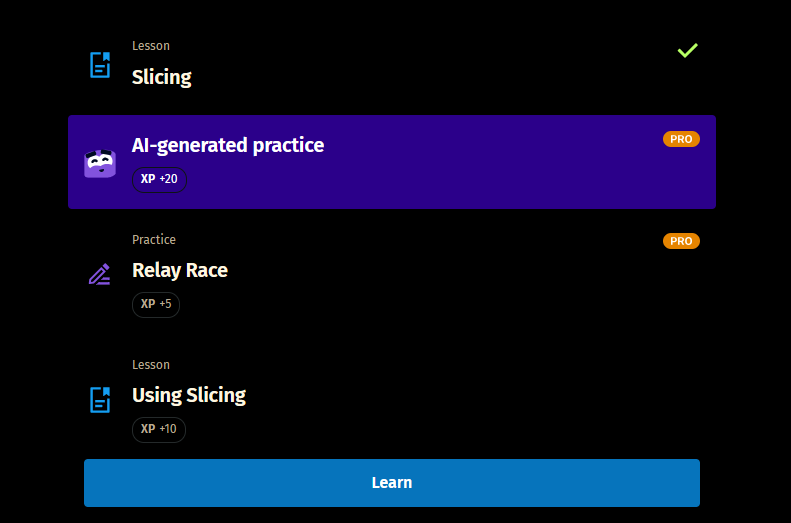 Lesson
Slicing
AI-generated practice
PRO
XP +20
Practice
PRO
Relay Race
XP +5
Lesson
Using Slicing
XP +10
Learn